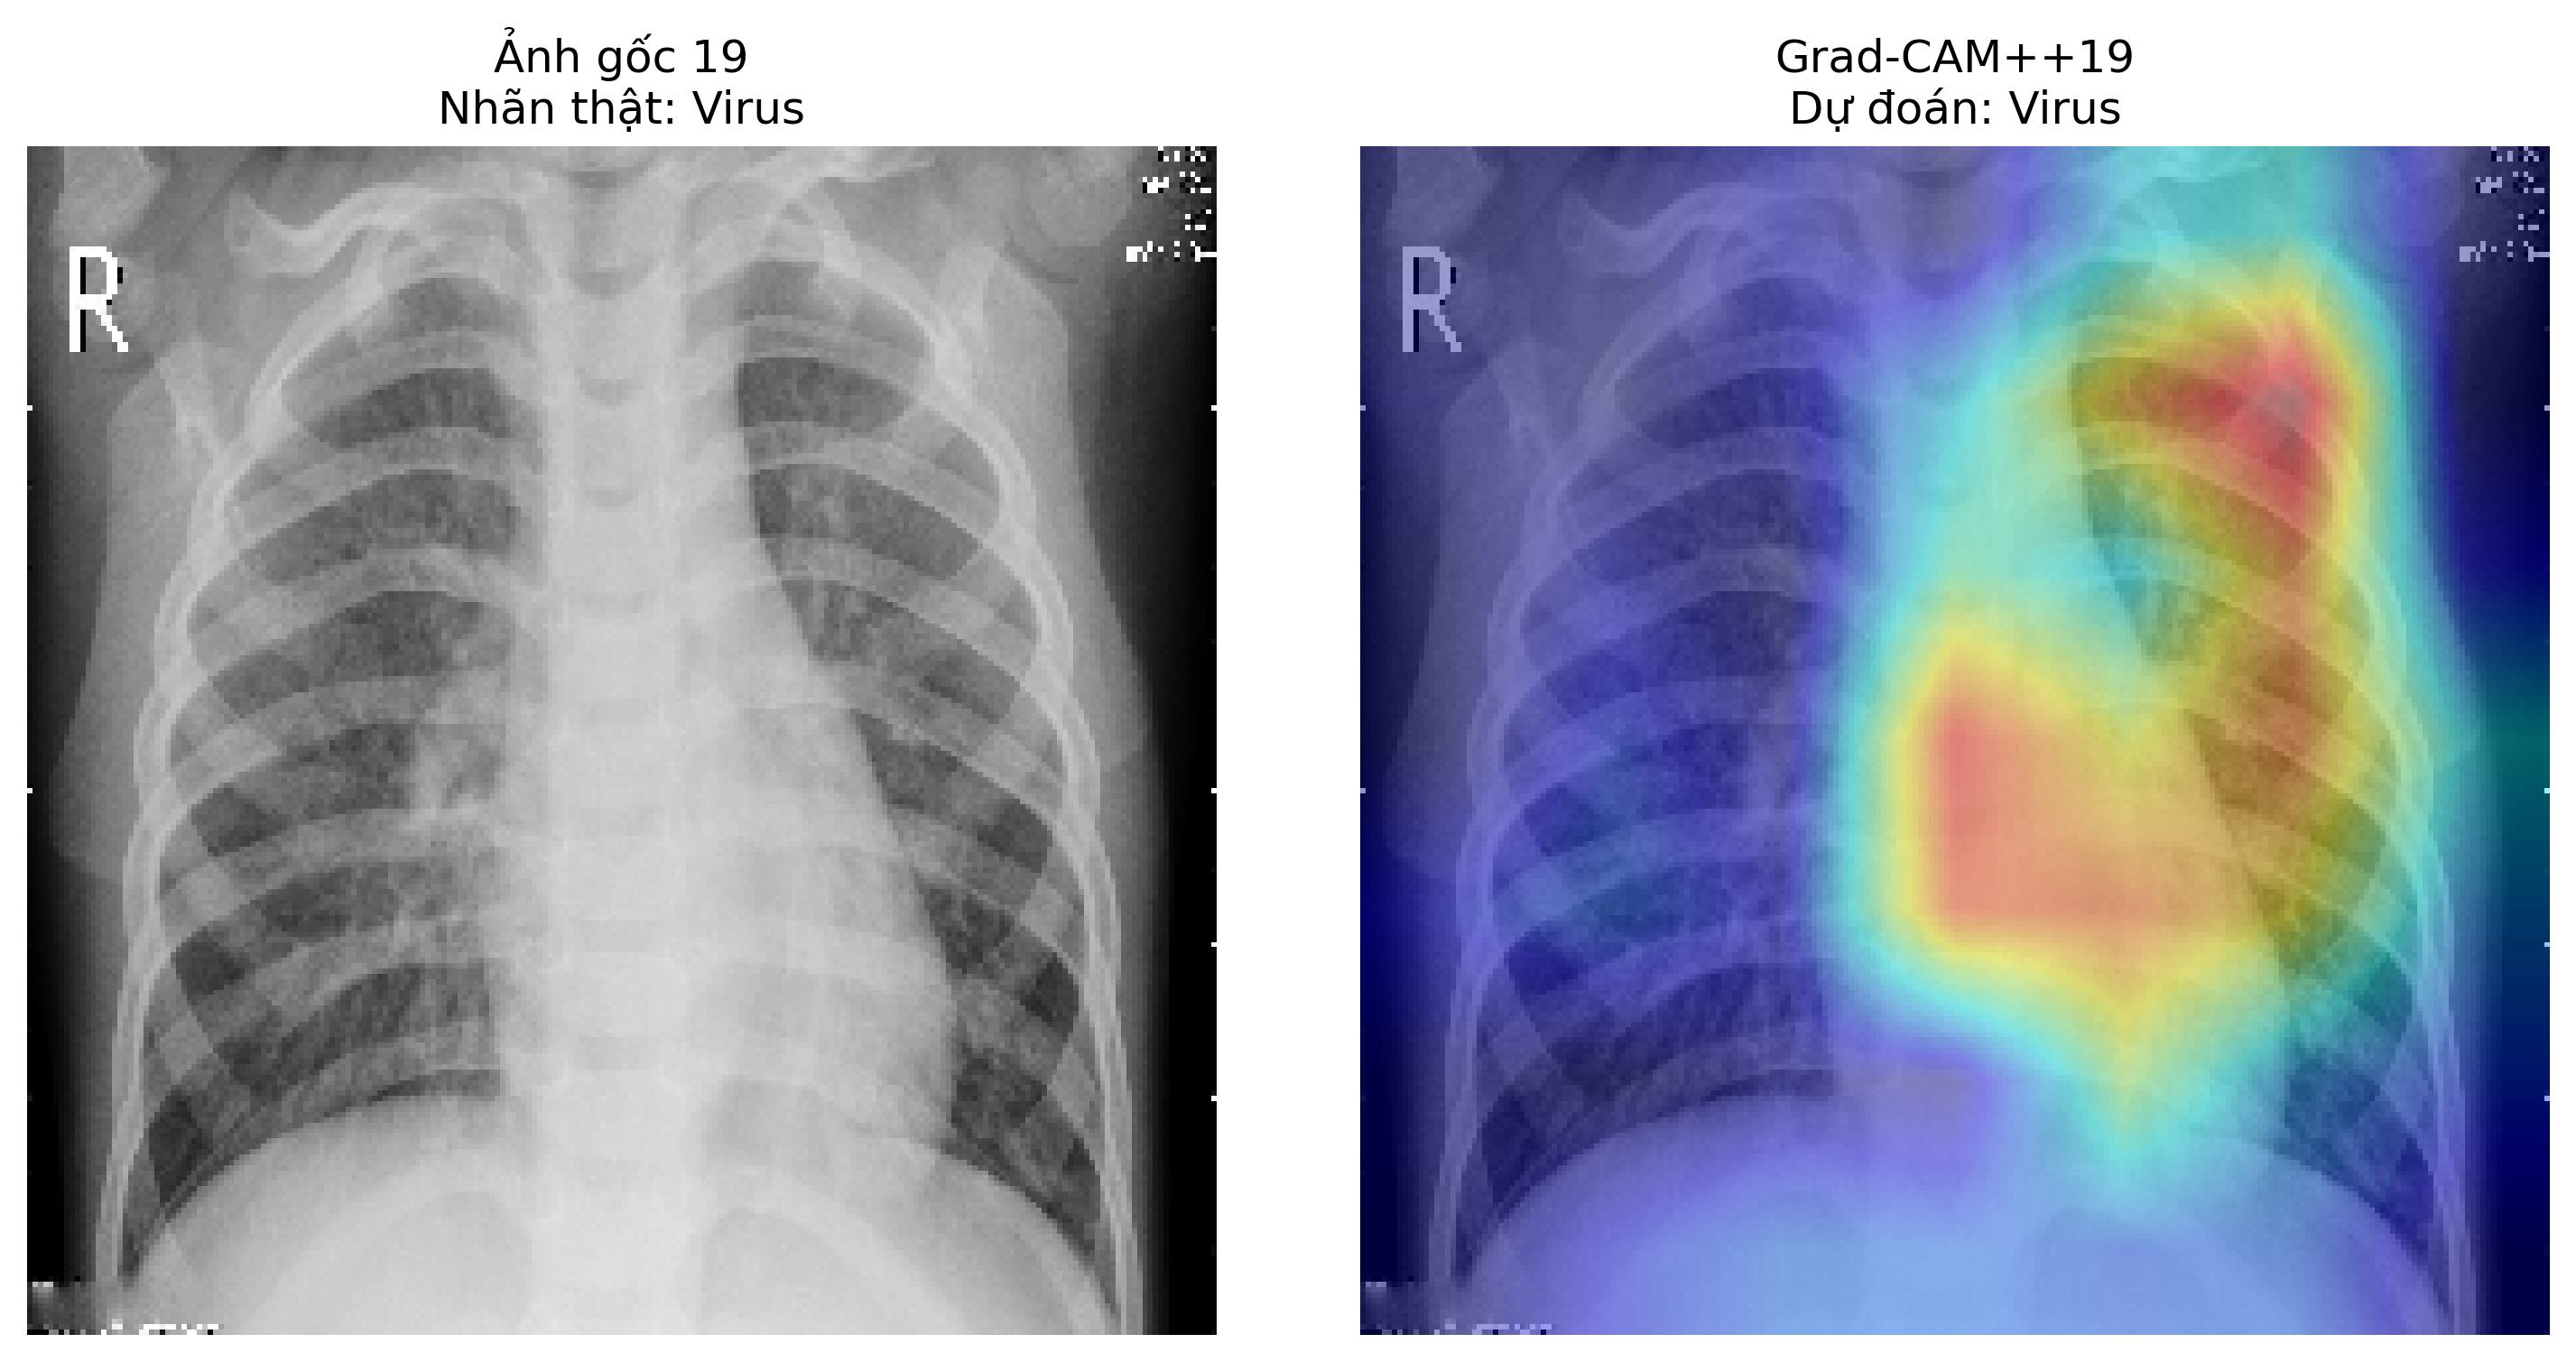 Ảnh gốc 19
Nhãn thật: Virus
R
Grad-CAM++19
Dự đoán: Virus
R